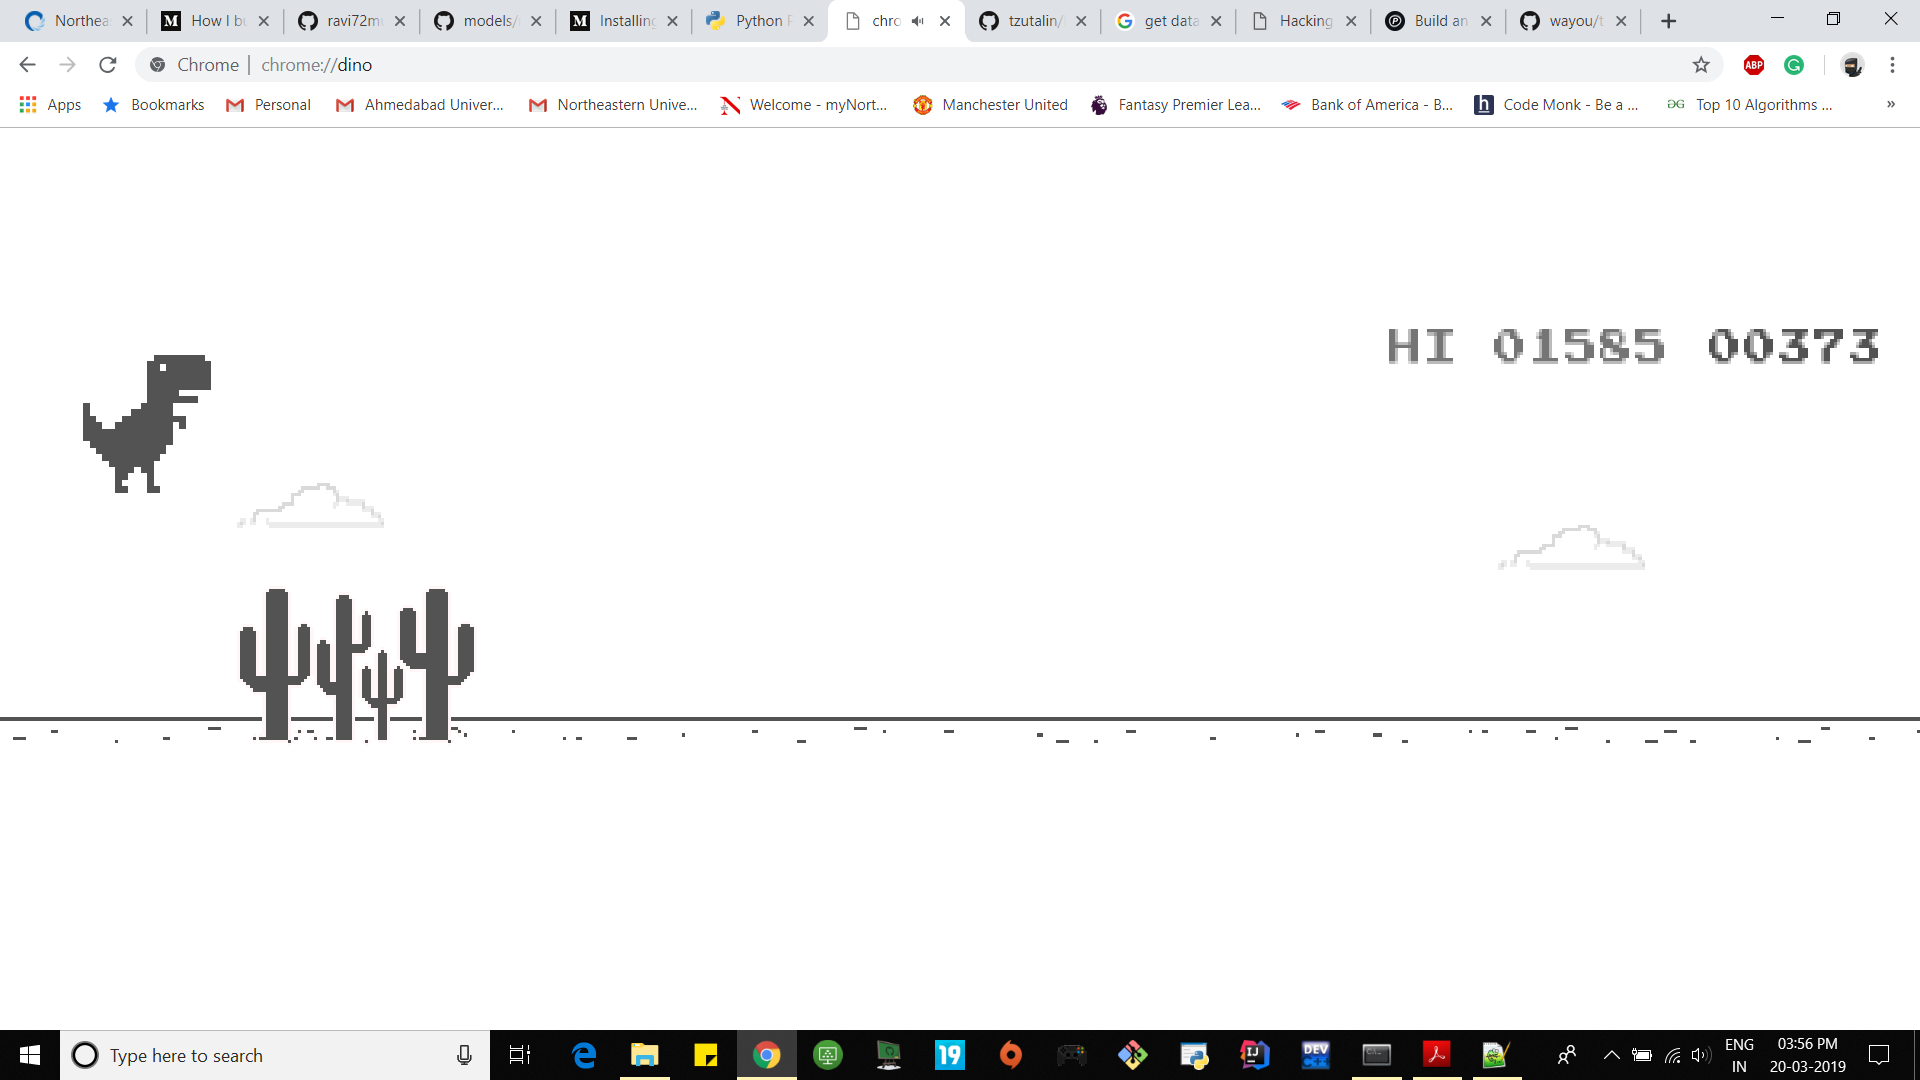 Northea M How I b ravi72m models/ M Installing Python chro tzutalin/ get data Hacking Build an wayou/t
Chrome | chrome://dino ABP G
Apps Bookmarks Personal Ahmedabad Univer... Northeastern Unive... Welcome - myNort... Manchester United Fantasy Premier Lea... Bank of America - B... h Code Monk - Be a ... Top 10 Algorithms ... »
HI 01585 00373
Type here to search 19 IJ DEV ENG 03:56 PM
IN 20-03-2019